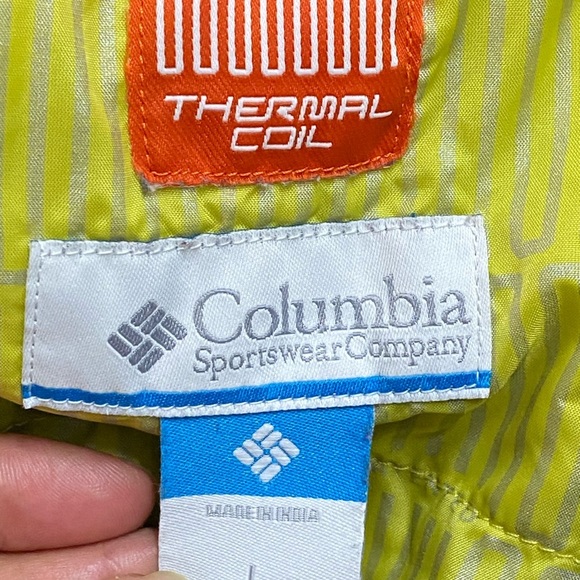 THERMAL
COIL
Columbia
Sportswear Company
MADE IN INDIA